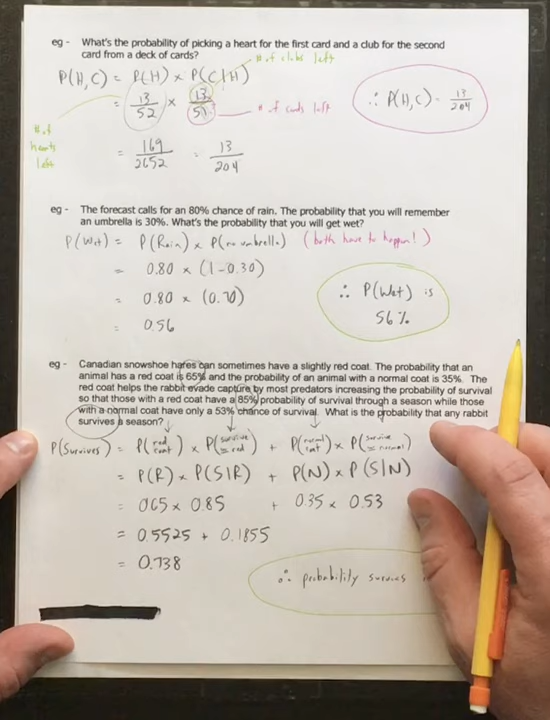 eg - What's the probability of picking a heart for the first card and a club for the second
card from a deck of cards?
# of clubs left
P(H,C) = P(H) × P(C|H)
= 13/52 × 13/51
# of cards left
∴ P(H,C) = 13/204
# of
hearts
left
= 169/2652 = 13/204
eg - The forecast calls for an 80% chance of rain. The probability that you will remember
an umbrella is 30%. What's the probability that you will get wet?
P(Wet) = P(Rain) × P(no umbrella) (both have to happen!)
= 0.80 × (1-0.30)
= 0.80 × (0.70)
= 0.56
∴ P(Wet) is
56%
eg - Canadian snowshoe hares can sometimes have a slightly red coat. The probability that an
animal has a red coat is 65% and the probability of an animal with a normal coat is 35%. The
red coat helps the rabbit evade capture by most predators increasing the probability of survival
so that those with a red coat have a 85% probability of survival through a season while those
with a normal coat have only a 53% chance of survival. What is the probability that any rabbit
survives a season?
P(Survives) = P(red coat) × P(survive = red) + P(normal coat) × P(survive = normal)
= P(R) × P(S|R) + P(N) × P(S|N)
= 0.65 × 0.85 + 0.35 × 0.53
= 0.5525 + 0.1855
= 0.738
∴ probability survives